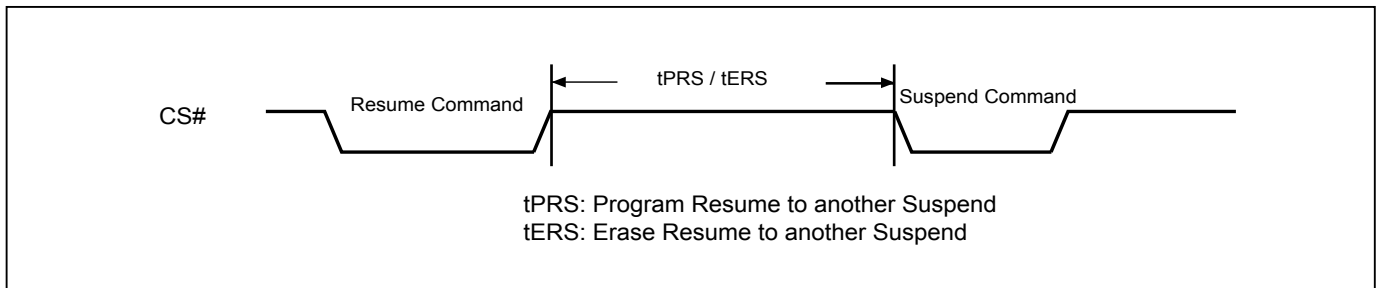 tPRS / tERS
CS#
Resume Command
Suspend Command
tPRS: Program Resume to another Suspend
tERS: Erase Resume to another Suspend